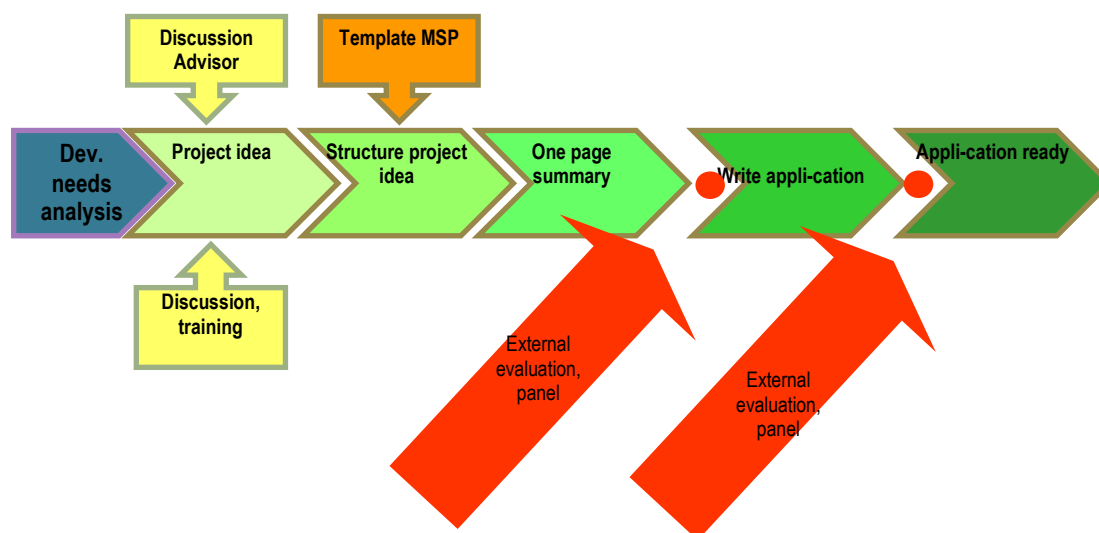 Discussion
Advisor
Template MSP
Dev.
needs
analysis
Project idea
Structure project
idea
One page
summary
Write appli-cation
Appli-cation ready
Discussion,
training
External
evaluation,
panel
External
evaluation,
panel